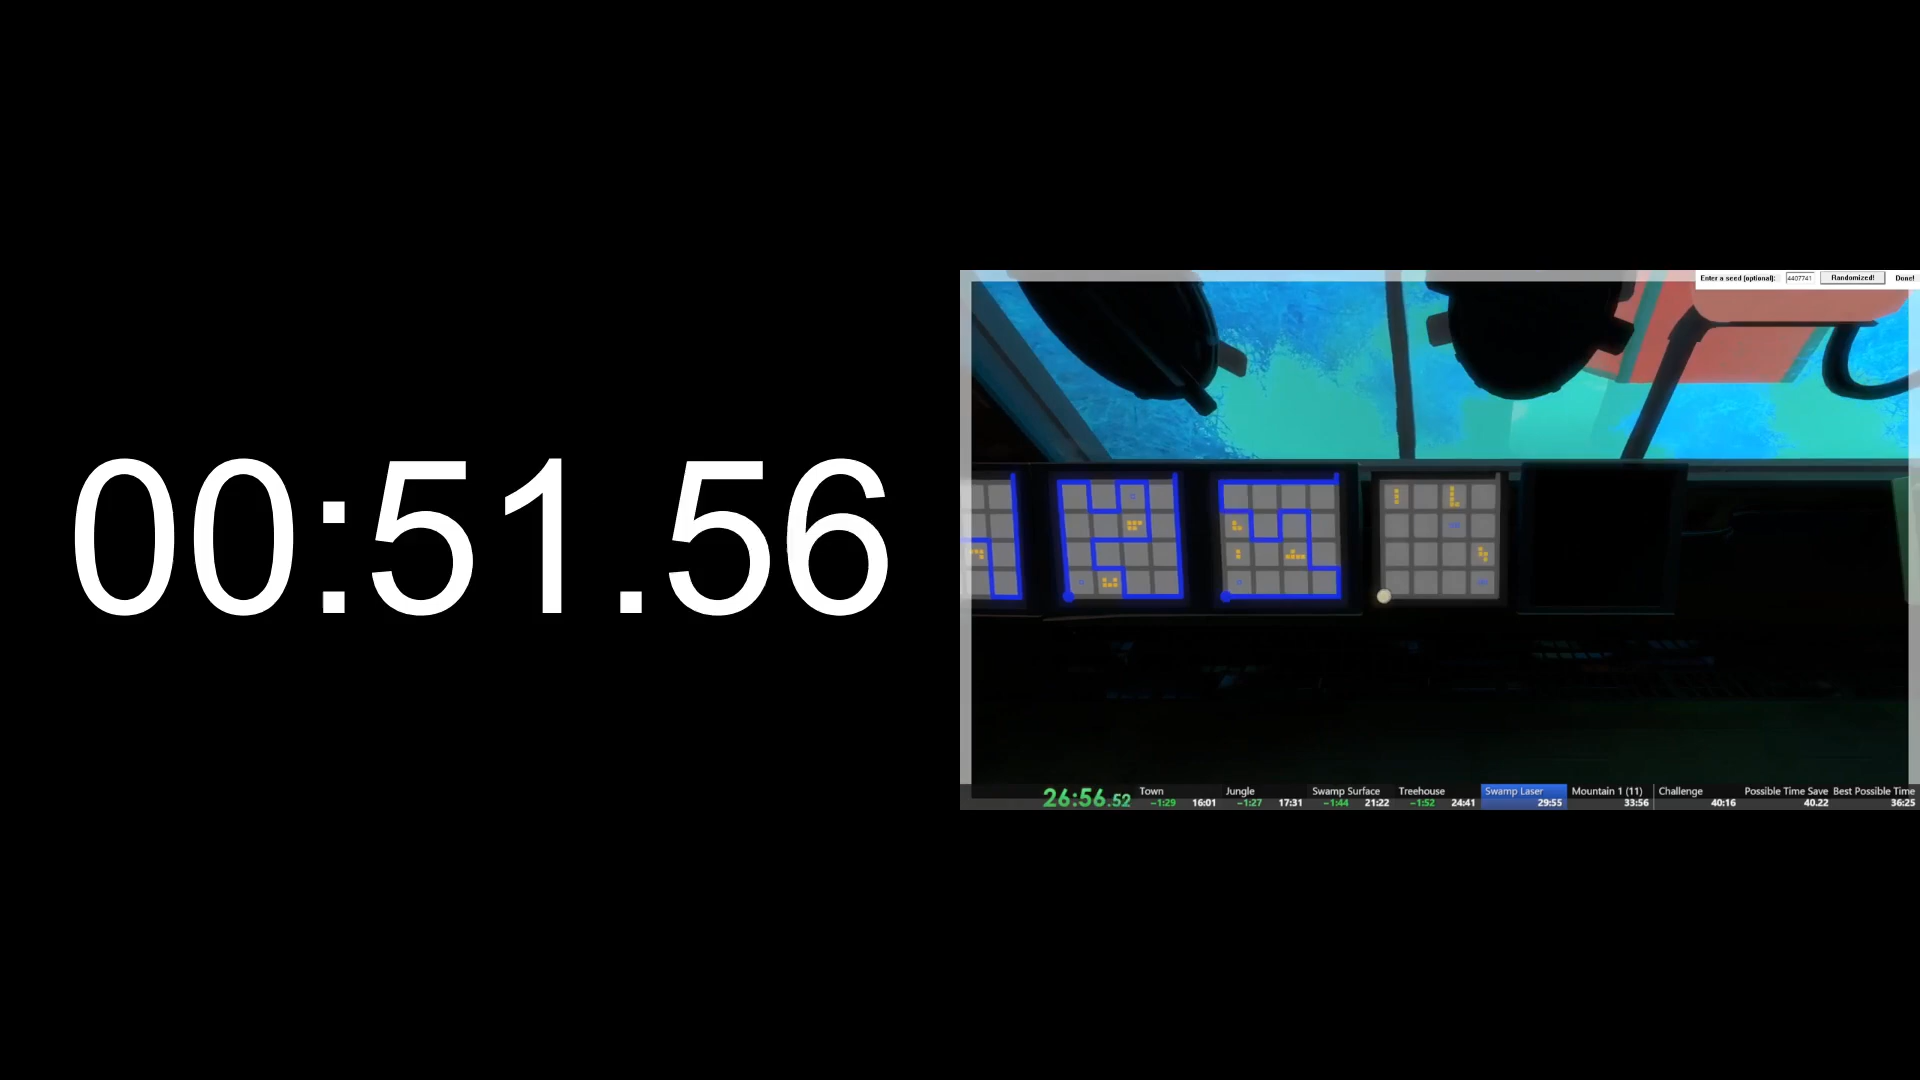 Enter a seed (optional): 4407741 Randomized! Done!
00:51.56
Town Jungle Swamp Surface Treehouse Swamp Laser Mountain 1 (11) Challenge Possible Time Save Best Possible Time
26:56.52 −1:29 16:01 −1:27 17:31 −1:44 21:22 −1:52 24:41 29:55 33:56 40:16 40.22 36:25